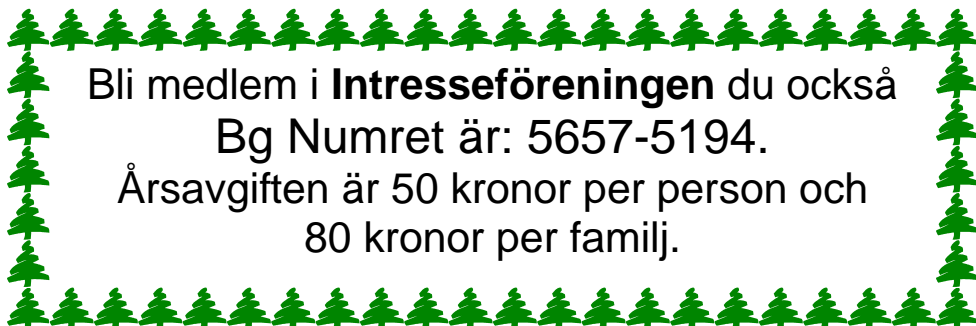 Bli medlem i Intresseföreningen du också
Bg Numret är: 5657-5194.
Årsavgiften är 50 kronor per person och
80 kronor per familj.